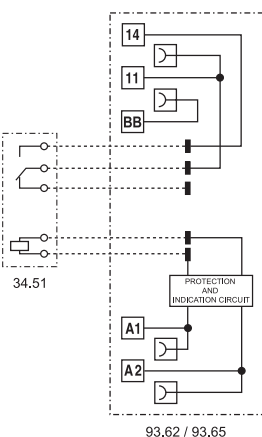 14
11
BB
34.51
PROTECTION
AND
INDICATION CIRCUIT
A1
A2
93.62 / 93.65